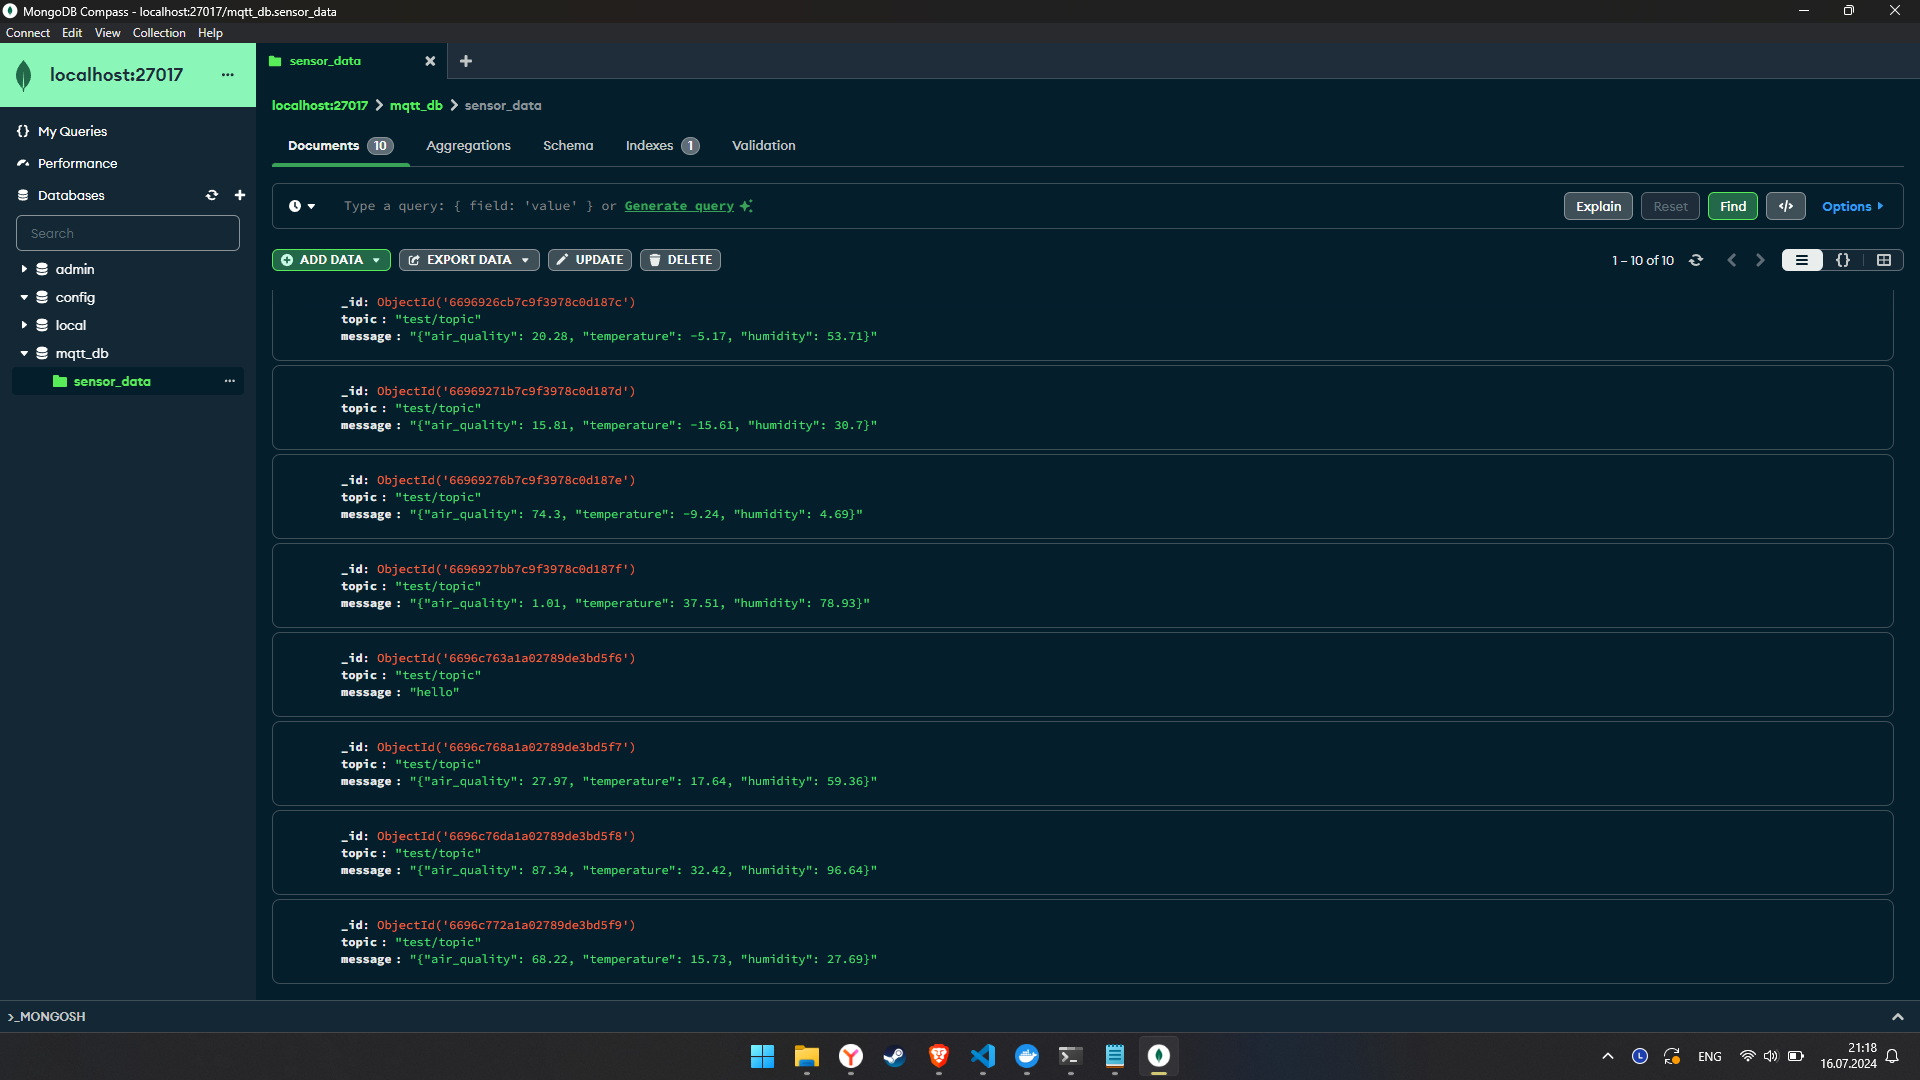 MongoDB Compass - localhost:27017/mqtt_db.sensor_data
Connect Edit View Collection Help
localhost:27017
My Queries
Performance
Databases
Search
admin
config
local
mqtt_db
sensor_data
sensor_data
localhost:27017 > mqtt_db > sensor_data
Documents 10 Aggregations Schema Indexes 1 Validation
Type a query: { field: 'value' } or Generate query
Explain Reset Find </> Options
ADD DATA EXPORT DATA UPDATE DELETE
1 – 10 of 10
{}
_id: ObjectId('6696926cb7c9f3978c0d187c')
topic : "test/topic"
message : "{"air_quality": 20.28, "temperature": -5.17, "humidity": 53.71}"
_id: ObjectId('66969271b7c9f3978c0d187d')
topic : "test/topic"
message : "{"air_quality": 15.81, "temperature": -15.61, "humidity": 30.7}"
_id: ObjectId('66969276b7c9f3978c0d187e')
topic : "test/topic"
message : "{"air_quality": 74.3, "temperature": -9.24, "humidity": 4.69}"
_id: ObjectId('6696927bb7c9f3978c0d187f')
topic : "test/topic"
message : "{"air_quality": 1.01, "temperature": 37.51, "humidity": 78.93}"
_id: ObjectId('6696c763a1a02789de3bd5f6')
topic : "test/topic"
message : "hello"
_id: ObjectId('6696c768a1a02789de3bd5f7')
topic : "test/topic"
message : "{"air_quality": 27.97, "temperature": 17.64, "humidity": 59.36}"
_id: ObjectId('6696c76da1a02789de3bd5f8')
topic : "test/topic"
message : "{"air_quality": 87.34, "temperature": 32.42, "humidity": 96.64}"
_id: ObjectId('6696c772a1a02789de3bd5f9')
topic : "test/topic"
message : "{"air_quality": 68.22, "temperature": 15.73, "humidity": 27.69}"
>_MONGOSH
ENG
21:18
16.07.2024